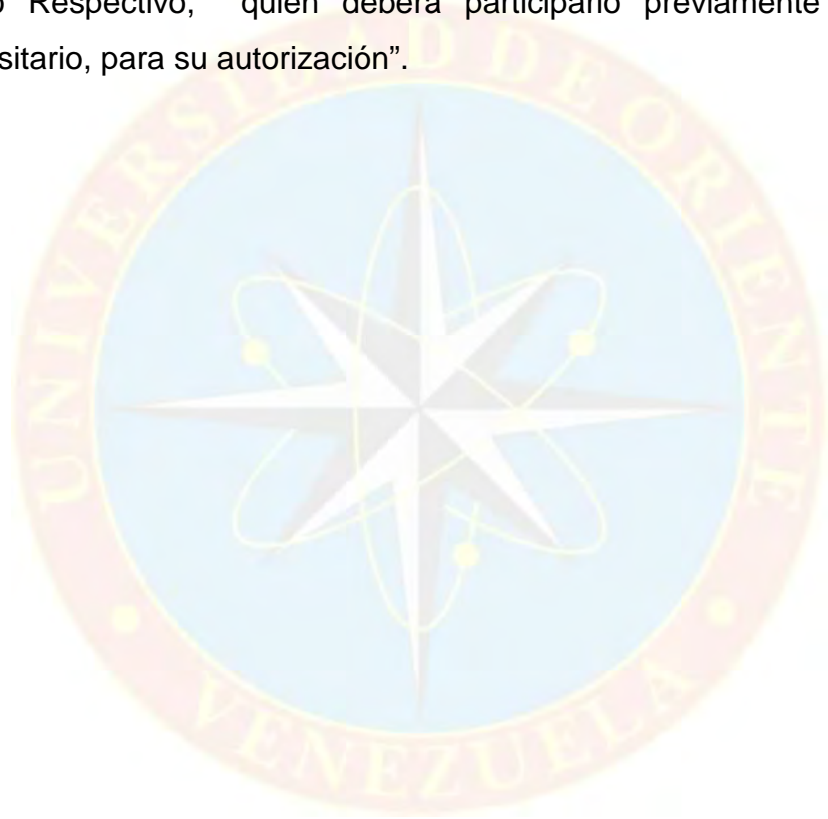 Respectivo, quien deberá participarlo previamente
sitario, para su autorización”.
UNIVERSIDAD DE ORIENTE
VENEZUELA